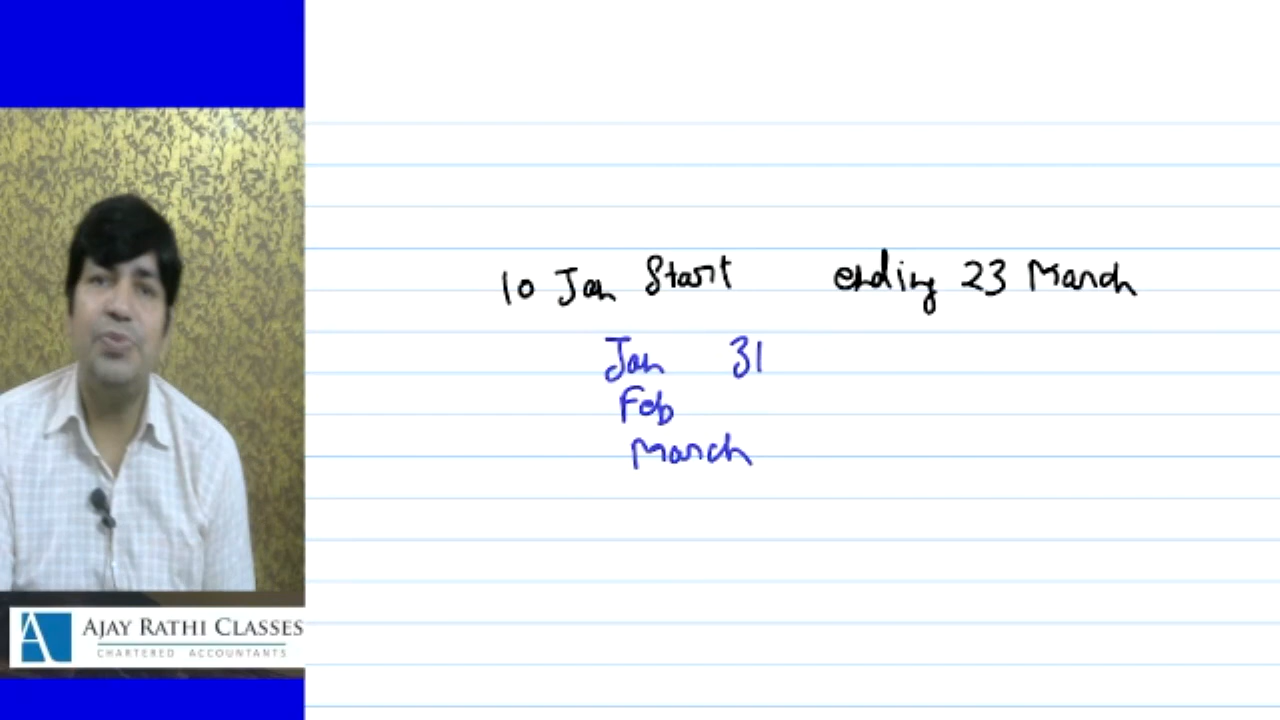 10 Jan Start ending 23 March
Jan 31
Feb
March
AJAY RATHI CLASSES
CHARTERED ACCOUNTANTS